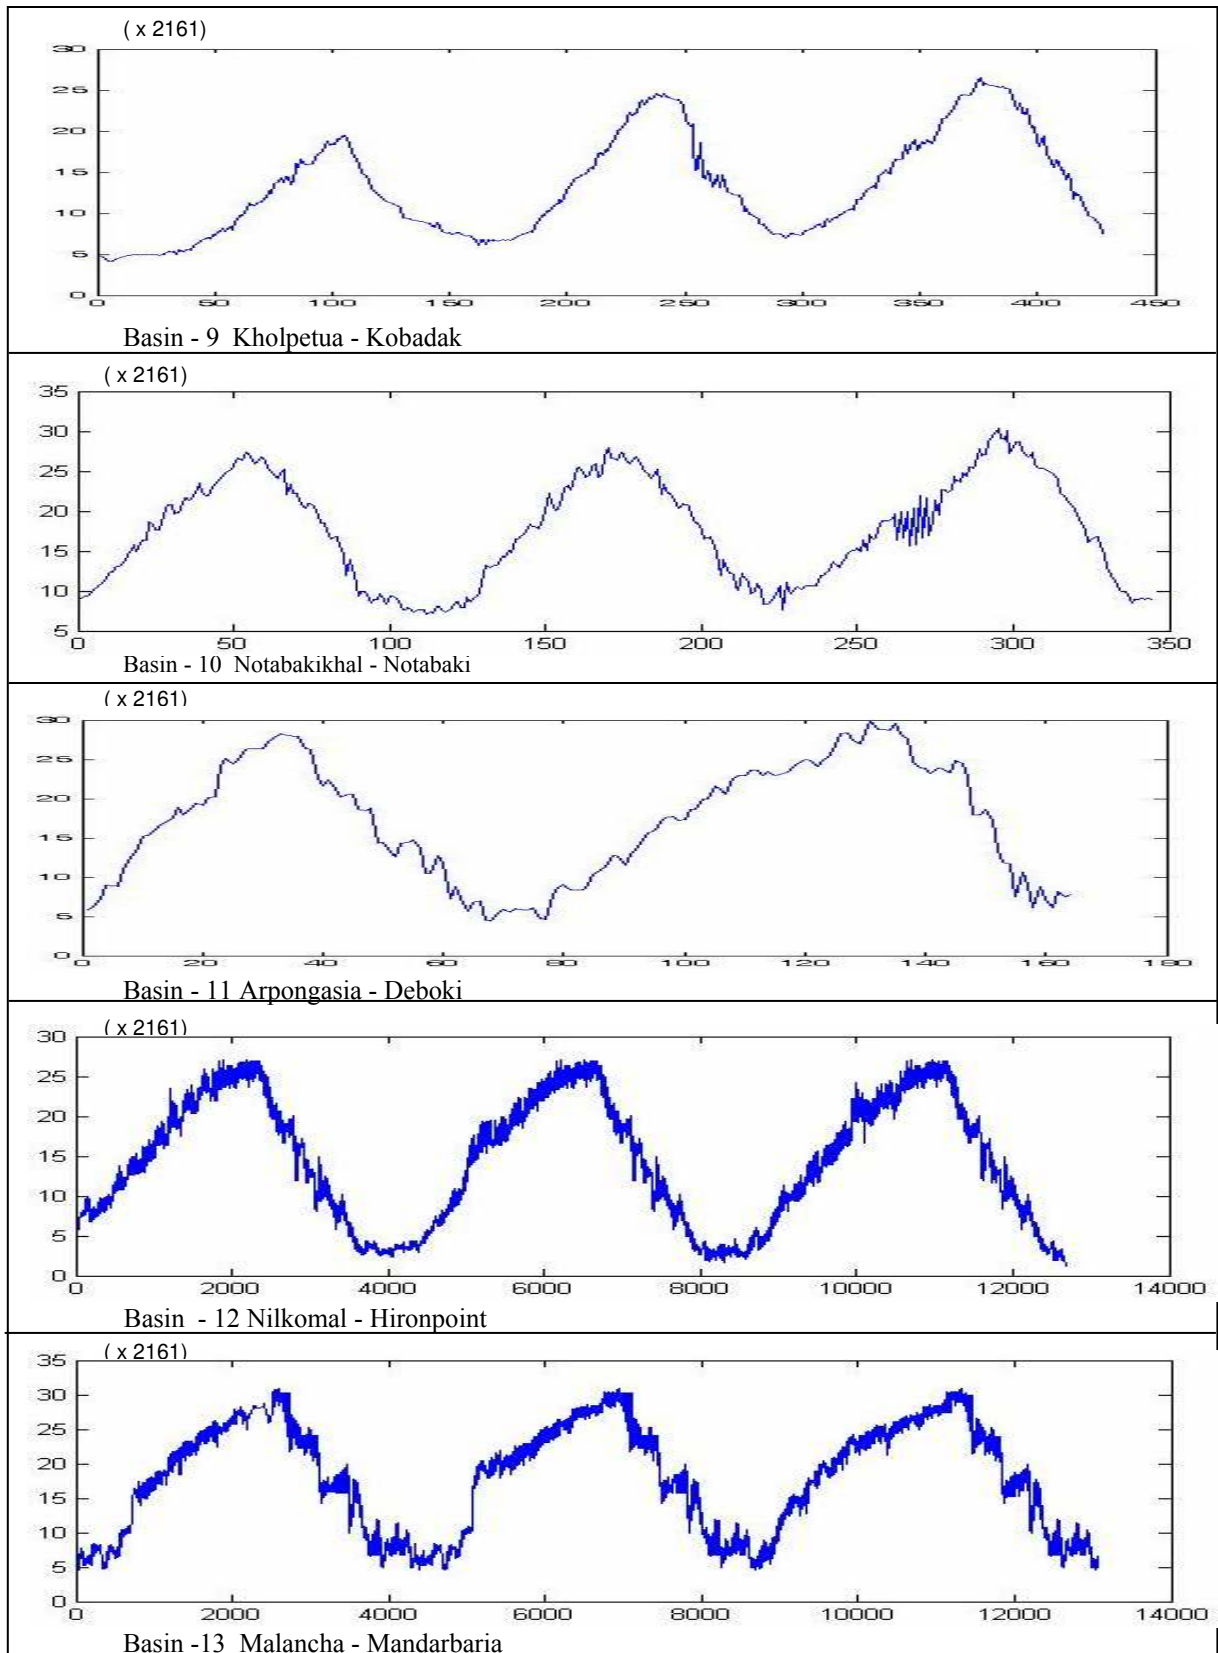 ( x 2161)
30
25
20
15
10
5
0
0 50 100 150 200 250 300 350 400 450
Basin - 9 Kholpetua - Kobadak
( x 2161)
35
30
25
20
15
10
5
0 50 100 150 200 250 300 350
Basin - 10 Notabakikhal - Notabaki
( x 2161)
30
25
20
15
10
5
0
0 20 40 60 80 100 120 140 160 180
Basin - 11 Arpongasia - Deboki
( x 2161)
30
25
20
15
10
5
0
0 2000 4000 6000 8000 10000 12000 14000
Basin - 12 Nilkomal - Hironpoint
( x 2161)
35
30
25
20
15
10
5
0
0 2000 4000 6000 8000 10000 12000 14000
Basin -13 Malancha - Mandarbaria